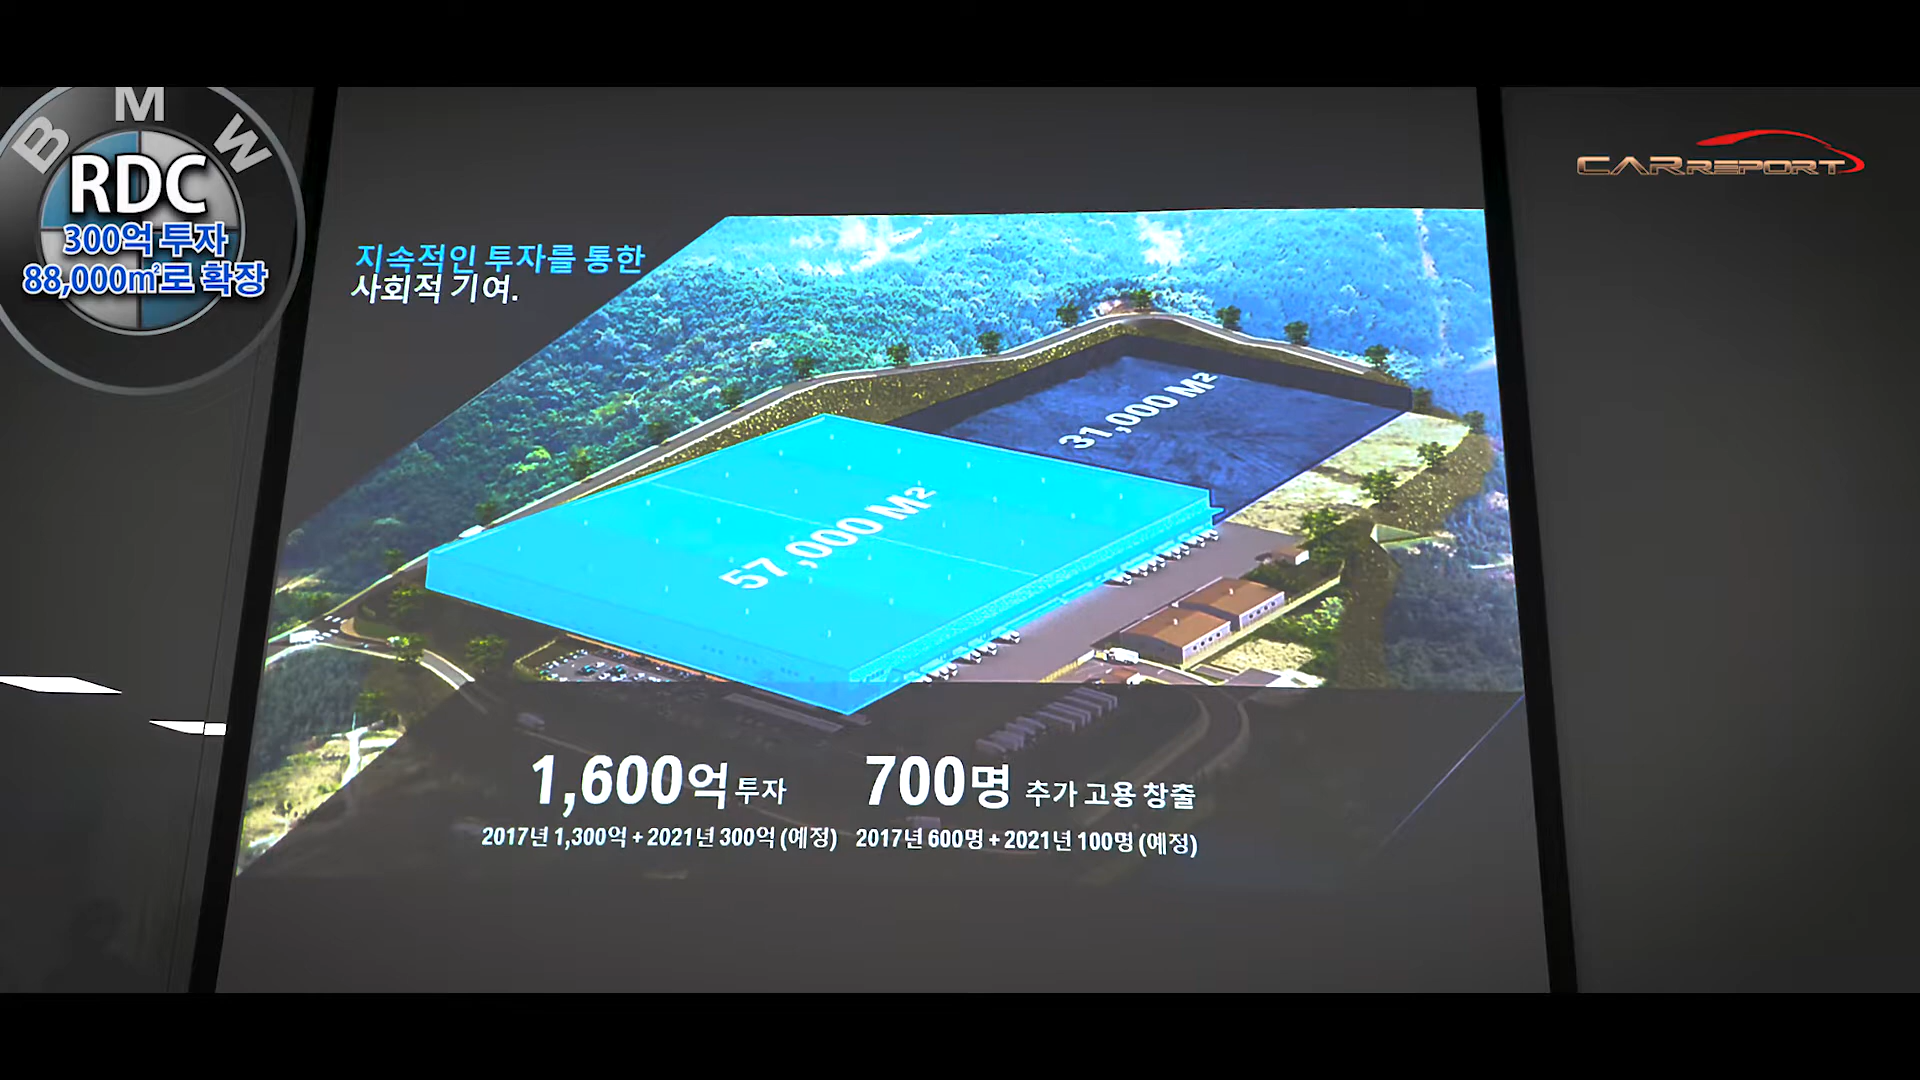 BMW
RDC
300억 투자
88,000㎡로 확장
CARREPORT
지속적인 투자를 통한
사회적 기여.
31,000 M²
57,000 M²
1,600억 투자
700명 추가 고용 창출
2017년 1,300억 + 2021년 300억 (예정)
2017년 600명 + 2021년 100명 (예정)